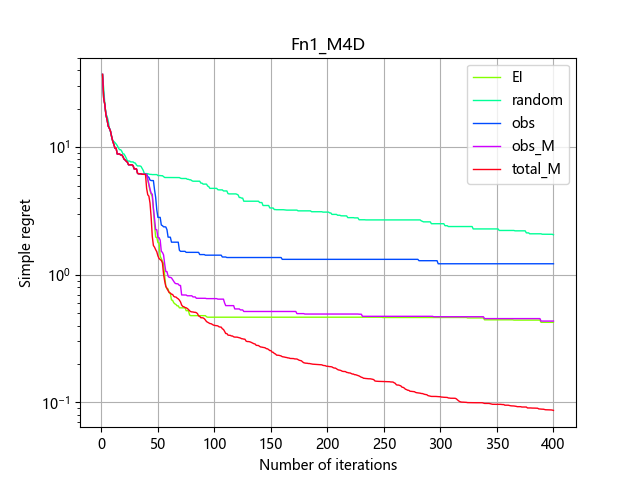 Fn1_M4D
Simple regret
10¹
10⁰
10⁻¹
EI
random
obs
obs_M
total_M
0 50 100 150 200 250 300 350 400
Number of iterations